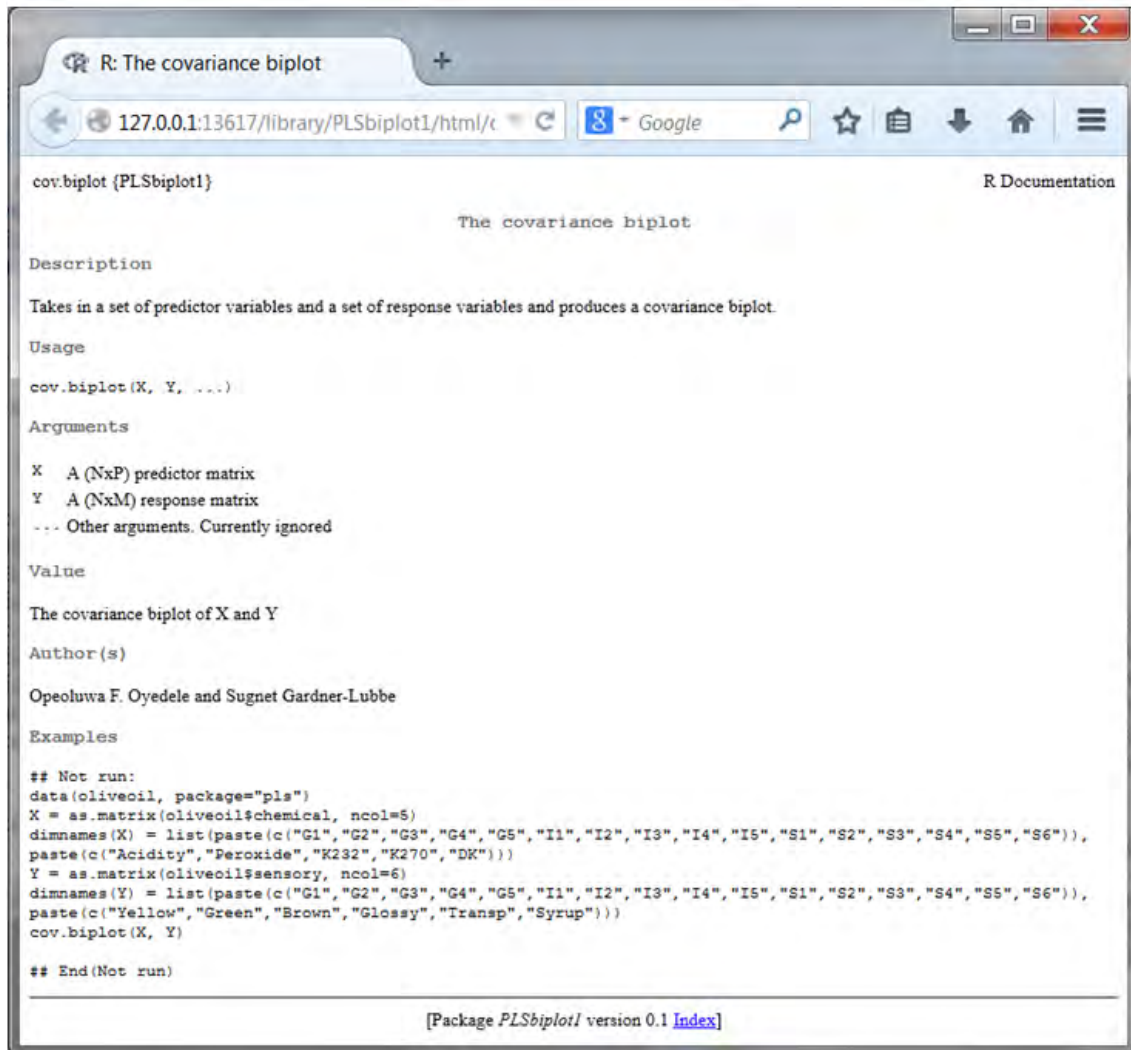 R: The covariance biplot
127.0.0.1:13617/library/PLSbiplot1/html/c
Google
cov.biplot {PLSbiplot1} R Documentation
The covariance biplot
Description
Takes in a set of predictor variables and a set of response variables and produces a covariance biplot.
Usage
cov.biplot(X, Y, ...)
Arguments
X A (NxP) predictor matrix
Y A (NxM) response matrix
... Other arguments. Currently ignored
Value
The covariance biplot of X and Y
Author(s)
Opeoluwa F. Oyedele and Sugnet Gardner-Lubbe
Examples
## Not run:
data(oliveoil, package="pls")
X = as.matrix(oliveoil$chemical, ncol=5)
dimnames(X) = list(paste(c("G1","G2","G3","G4","G5","I1","I2","I3","I4","I5","S1","S2","S3","S4","S5","S6")),
paste(c("Acidity","Peroxide","K232","K270","DK")))
Y = as.matrix(oliveoil$sensory, ncol=6)
dimnames(Y) = list(paste(c("G1","G2","G3","G4","G5","I1","I2","I3","I4","I5","S1","S2","S3","S4","S5","S6")),
paste(c("Yellow","Green","Brown","Glossy","Transp","Syrup")))
cov.biplot(X, Y)
## End(Not run)
[Package PLSbiplot1 version 0.1 Index]